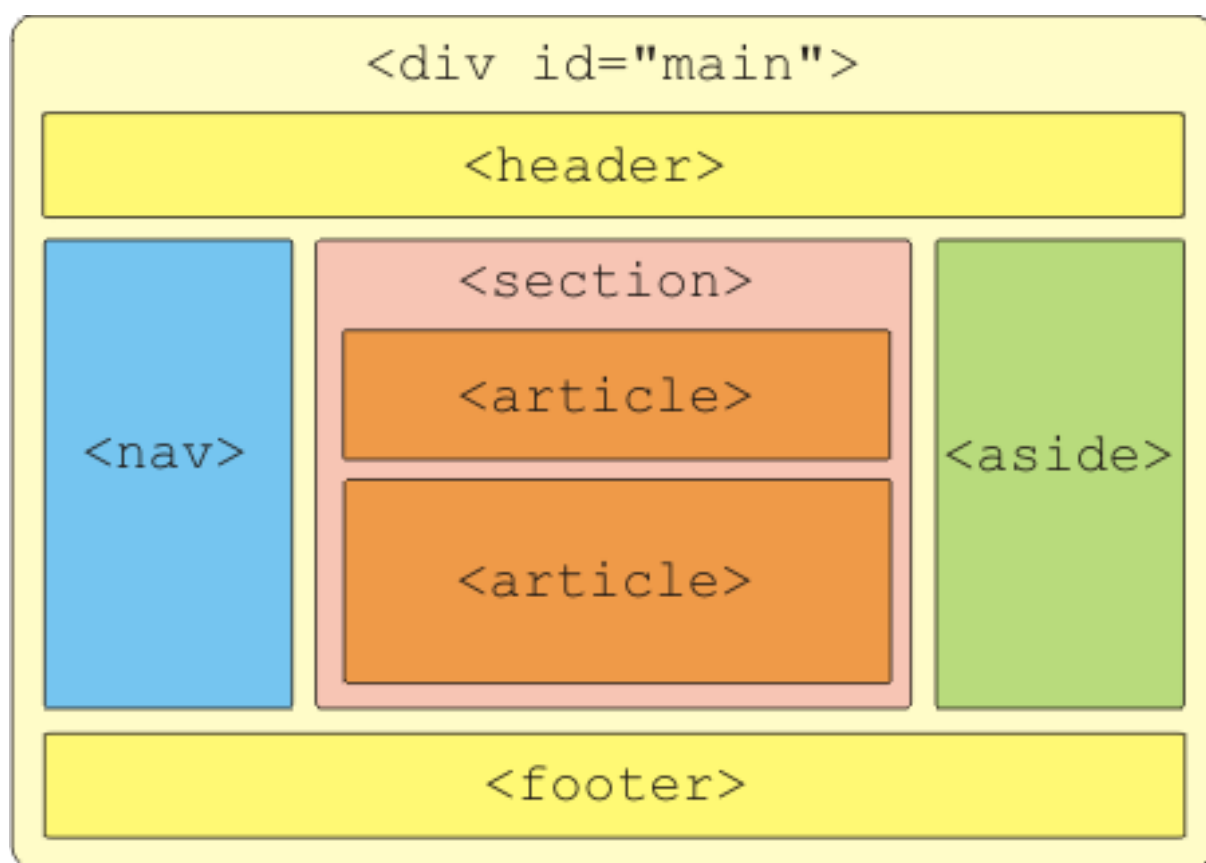 <div id="main">
<header>
<nav>
<section>
<article>
<article>
<aside>
<footer>